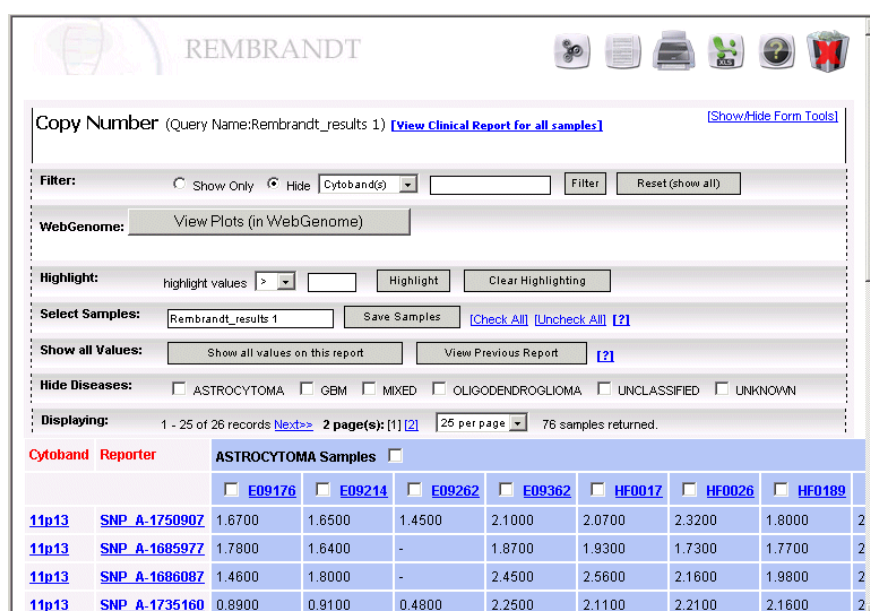 REMBRANDT
XLS
?
Copy Number (Query Name:Rembrandt_results 1) [View Clinical Report for all samples] [Show/Hide Form Tools]
Filter: Show Only Hide Cytoband(s) Filter Reset (show all)
WebGenome: View Plots (in WebGenome)
Highlight: highlight values > Highlight Clear Highlighting
Select Samples: Rembrandt_results 1 Save Samples [Check All] [Uncheck All] [?]
Show all Values: Show all values on this report View Previous Report [?]
Hide Diseases: ASTROCYTOMA GBM MIXED OLIGODENDROGLIOMA UNCLASSIFIED UNKNOWN
Displaying: 1 - 25 of 26 records Next>> 2 page(s): [1] [2] 25 per page 76 samples returned.
Cytoband Reporter ASTROCYTOMA Samples
E09176 E09214 E09262 E09362 HF0017 HF0026 HF0189
11p13 SNP_A-1750907 1.6700 1.6500 1.4500 2.1000 2.0700 2.3200 1.8000 2
11p13 SNP_A-1685977 1.7800 1.6400 - 1.8700 1.9300 1.7300 1.7700 2
11p13 SNP_A-1686087 1.4600 1.8000 - 2.4500 2.5600 2.1600 1.9800 2
11p13 SNP_A-1735160 0.8900 0.9100 0.4800 2.2500 2.1100 2.2100 2.1600 2